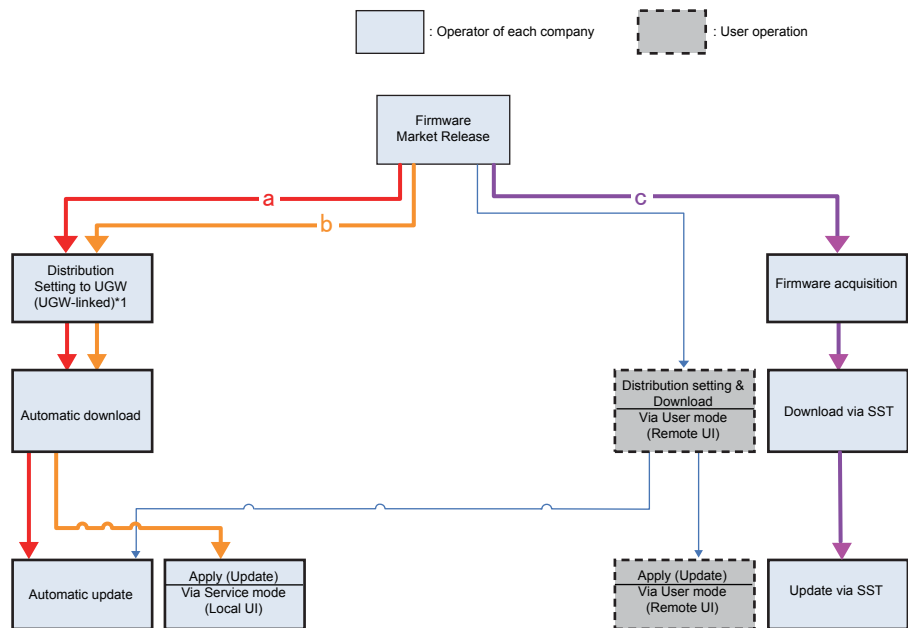 : Operator of each company
: User operation
Firmware
Market Release
a
b
c
Distribution
Setting to UGW
(UGW-linked)*1
Firmware acquisition
Automatic download
Distribution setting &
Download
Via User mode
(Remote UI)
Download via SST
Automatic update
Apply (Update)
Via Service mode
(Local UI)
Apply (Update)
Via User mode
(Remote UI)
Update via SST